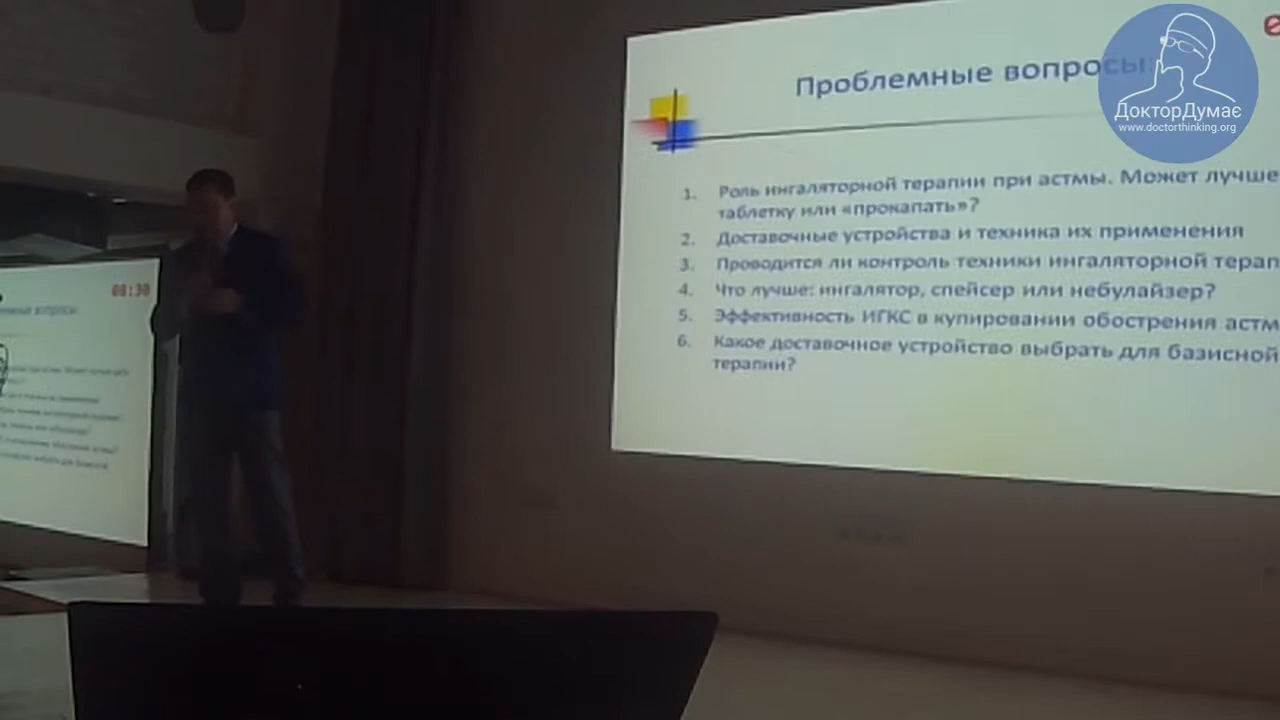 Проблемные вопросы:
ДокторДумає
www.doctorthinking.org
1. Роль ингаляторной терапии при астмы. Может лучше
таблетку или «прокапать»?
2. Доставочные устройства и техника их применения
3. Проводится ли контроль техники ингаляторной терап
4. Что лучше: ингалятор, спейсер или небулайзер?
5. Эффективность ИГКС в купировании обострения астм
6. Какое доставочное устройство выбрать для базисной
терапии?
08:30
вопросы